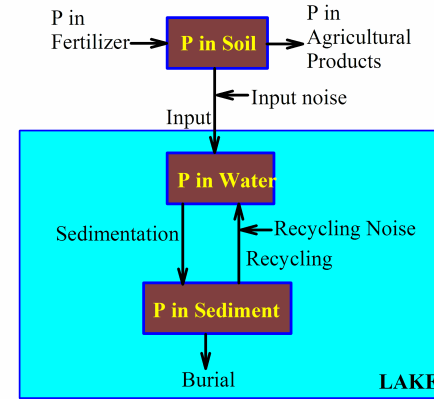 P in
Fertilizer
P in Soil
P in
Agricultural
Products
Input noise
Input
P in Water
Sedimentation
Recycling Noise
Recycling
P in Sediment
Burial
LAKE